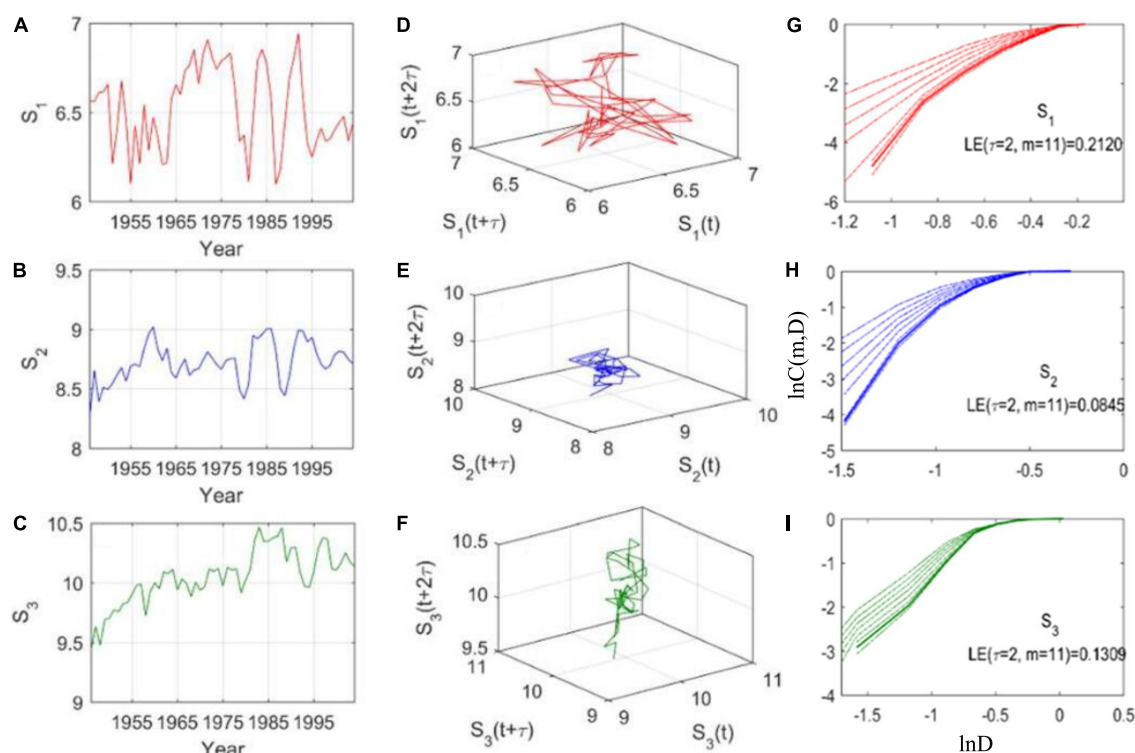 A
7
6.5
6
S1
1955 1965 1975 1985 1995
Year
D
7
6.5
6
S1(t+2τ)
7
6.5
6
S1(t+τ)
6
6.5
7
S1(t)
G
0
-2
-4
-6
-1.2 -1 -0.8 -0.6 -0.4 -0.2
S1
LE(τ=2, m=11)=0.2120
B
9.5
9
8.5
8
S2
1955 1965 1975 1985 1995
Year
E
10
9
8
S2(t+2τ)
10
9
8
S2(t+τ)
8
9
10
S2(t)
H
0
-1
-2
-3
-4
-5
lnC(m,D)
-1.5 -1 -0.5 0
S2
LE(τ=2, m=11)=0.0845
C
10.5
10
9.5
9
S3
1955 1965 1975 1985 1995
Year
F
10.5
10
9.5
S3(t+2τ)
11
10
9
S3(t+τ)
9
10
11
S3(t)
I
0
-1
-2
-3
-4
-1.5 -1 -0.5 0 0.5
S3
LE(τ=2, m=11)=0.1309
lnD